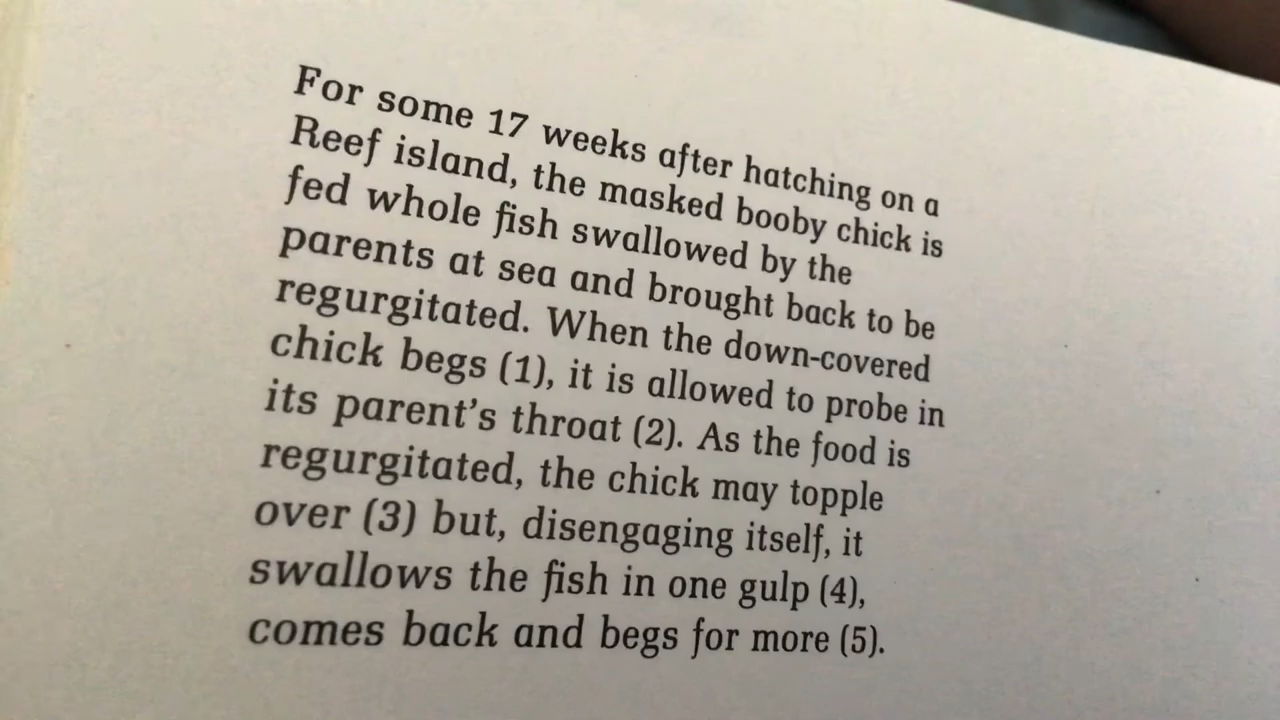 For some 17 weeks after hatching on a
Reef island, the masked booby chick is
fed whole fish swallowed by the
parents at sea and brought back to be
regurgitated. When the down-covered
chick begs (1), it is allowed to probe in
its parent's throat (2). As the food is
regurgitated, the chick may topple
over (3) but, disengaging itself, it
swallows the fish in one gulp (4),
comes back and begs for more (5).